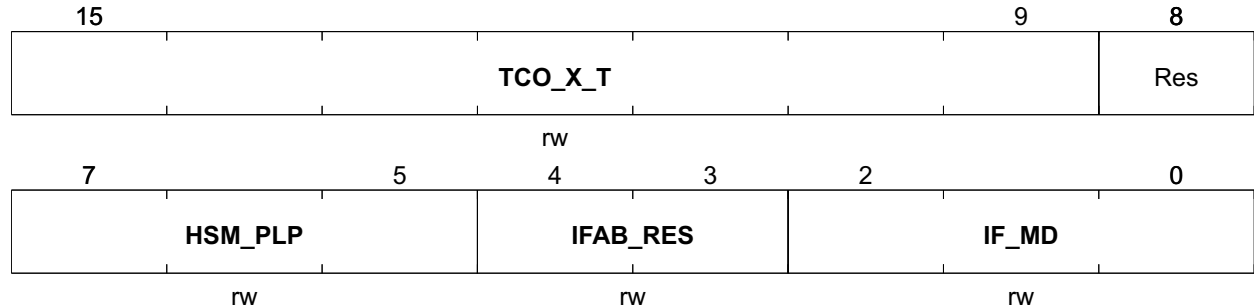 15 9 8
TCO_X_T Res
rw
7 5 4 3 2 0
HSM_PLP IFAB_RES IF_MD
rw rw rw